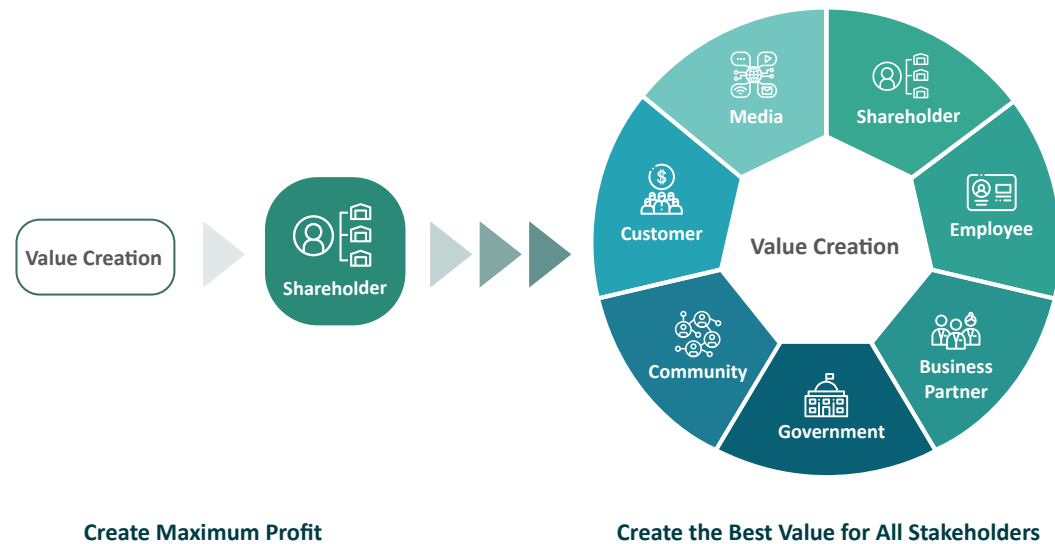 Value Creation
Shareholder
Media
Shareholder
Customer
Value Creation
Employee
Community
Business
Partner
Government
Create Maximum Profit
Create the Best Value for All Stakeholders